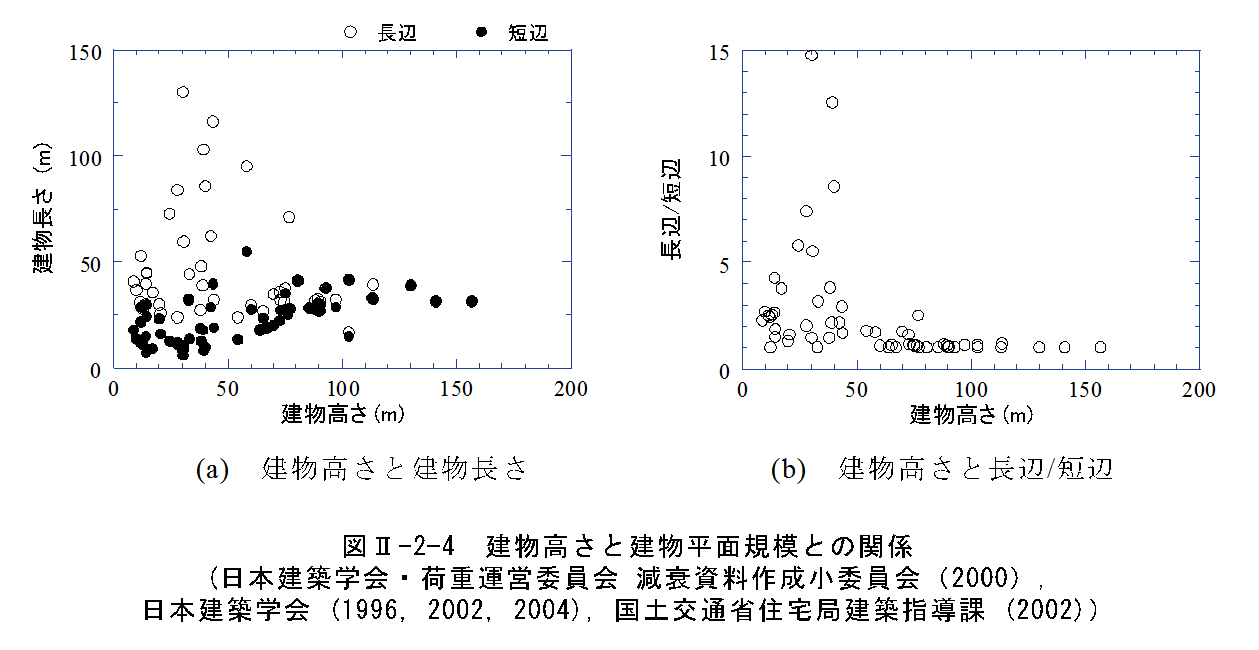 ○ 長辺 ● 短辺
150
100
50
0
建物長さ (m)
0 50 100 150 200
建物高さ(m)
15
10
5
0
長辺/短辺
0 50 100 150 200
建物高さ(m)
(a) 建物高さと建物長さ
(b) 建物高さと長辺/短辺
図Ⅱ-2-4 建物高さと建物平面規模との関係
(日本建築学会・荷重運営委員会 減衰資料作成小委員会 (2000),
日本建築学会 (1996, 2002, 2004), 国土交通省住宅局建築指導課 (2002))